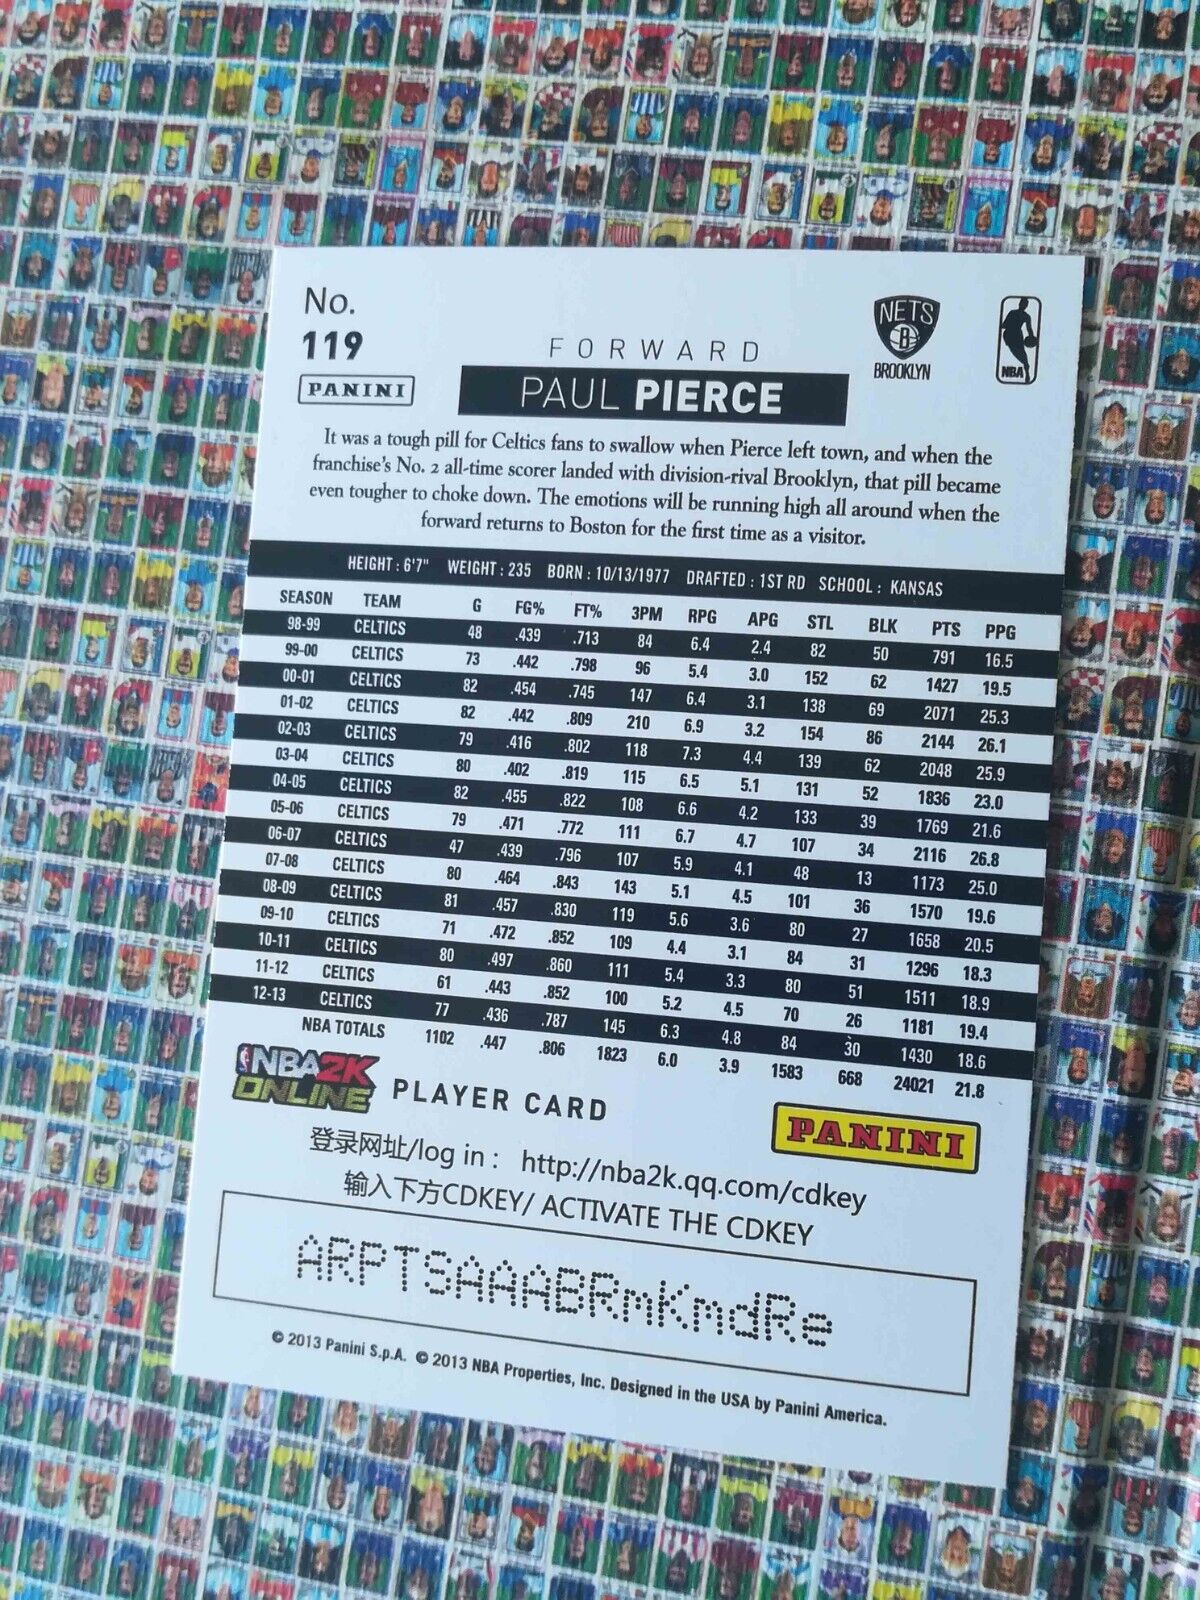 No.
119
PANINI
FORWARD
PAUL PIERCE
NETS
B
BROOKLYN
NBA
It was a tough pill for Celtics fans to swallow when Pierce left town, and when the
franchise's No. 2 all-time scorer landed with division-rival Brooklyn, that pill became
even tougher to choke down. The emotions will be running high all around when the
forward returns to Boston for the first time as a visitor.
HEIGHT : 6'7" WEIGHT : 235 BORN : 10/13/1977 DRAFTED : 1ST RD SCHOOL : KANSAS
SEASON TEAM G FG% FT% 3PM RPG APG STL BLK PTS PPG
98-99 CELTICS 48 .439 .713 84 6.4 2.4 82 50 791 16.5
99-00 CELTICS 73 .442 .798 96 5.4 3.0 152 62 1427 19.5
00-01 CELTICS 82 .454 .745 147 6.4 3.1 138 69 2071 25.3
01-02 CELTICS 82 .442 .809 210 6.9 3.2 154 86 2144 26.1
02-03 CELTICS 79 .416 .802 118 7.3 4.4 139 62 2048 25.9
03-04 CELTICS 80 .402 .819 115 6.5 5.1 131 52 1836 23.0
04-05 CELTICS 82 .455 .822 108 6.6 4.2 133 39 1769 21.6
05-06 CELTICS 79 .471 .772 111 6.7 4.7 107 34 2116 26.8
06-07 CELTICS 47 .439 .796 107 5.9 4.1 48 13 1173 25.0
07-08 CELTICS 80 .464 .843 143 5.1 4.5 101 36 1570 19.6
08-09 CELTICS 81 .457 .830 119 5.6 3.6 80 27 1658 20.5
09-10 CELTICS 71 .472 .852 109 4.4 3.1 84 31 1296 18.3
10-11 CELTICS 80 .497 .860 111 5.4 3.3 80 51 1511 18.9
11-12 CELTICS 61 .443 .852 100 5.2 4.5 70 26 1181 19.4
12-13 CELTICS 77 .436 .787 145 6.3 4.8 84 30 1430 18.6
NBA TOTALS 1102 .447 .806 1823 6.0 3.9 1583 668 24021 21.8
NBA2K
ONLINE
PLAYER CARD
PANINI
登录网址/log in : http://nba2k.qq.com/cdkey
输入下方CDKEY/ ACTIVATE THE CDKEY
ARPTSAAABRmKmdRe
© 2013 Panini S.p.A. © 2013 NBA Properties, Inc. Designed in the USA by Panini America.